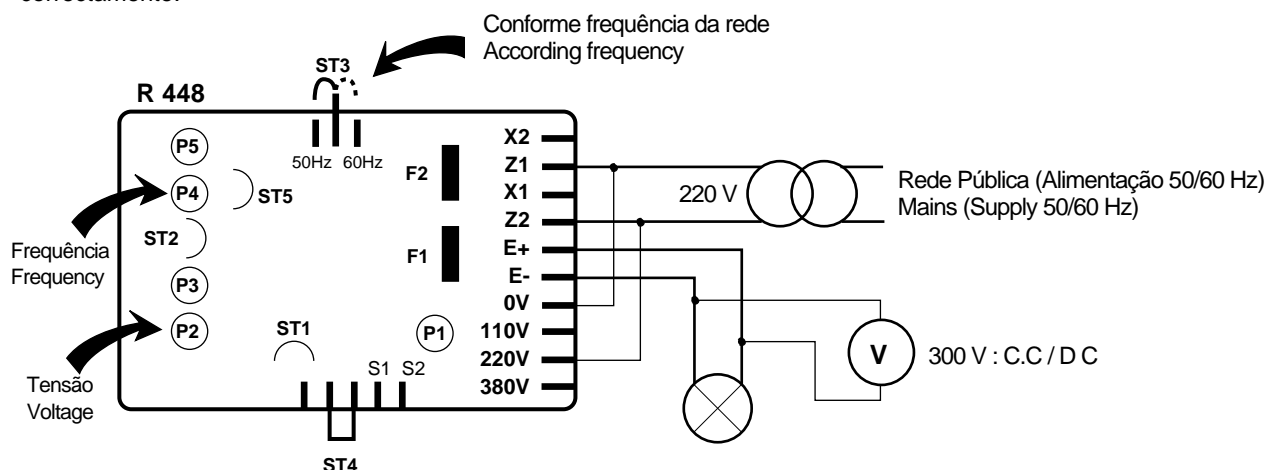 correctamente.
Conforme frequência da rede
According frequency
ST3
R 448
P5
50Hz 60Hz
F2
X2
Z1
X1
Z2
E+
E-
0V
110V
220V
380V
220 V
Rede Pública (Alimentação 50/60 Hz)
Mains (Supply 50/60 Hz)
P4
ST5
ST2
Frequência
Frequency
F1
P3
P2
ST1
P1
S1 S2
Tensão
Voltage
V
300 V : C.C / D C
ST4